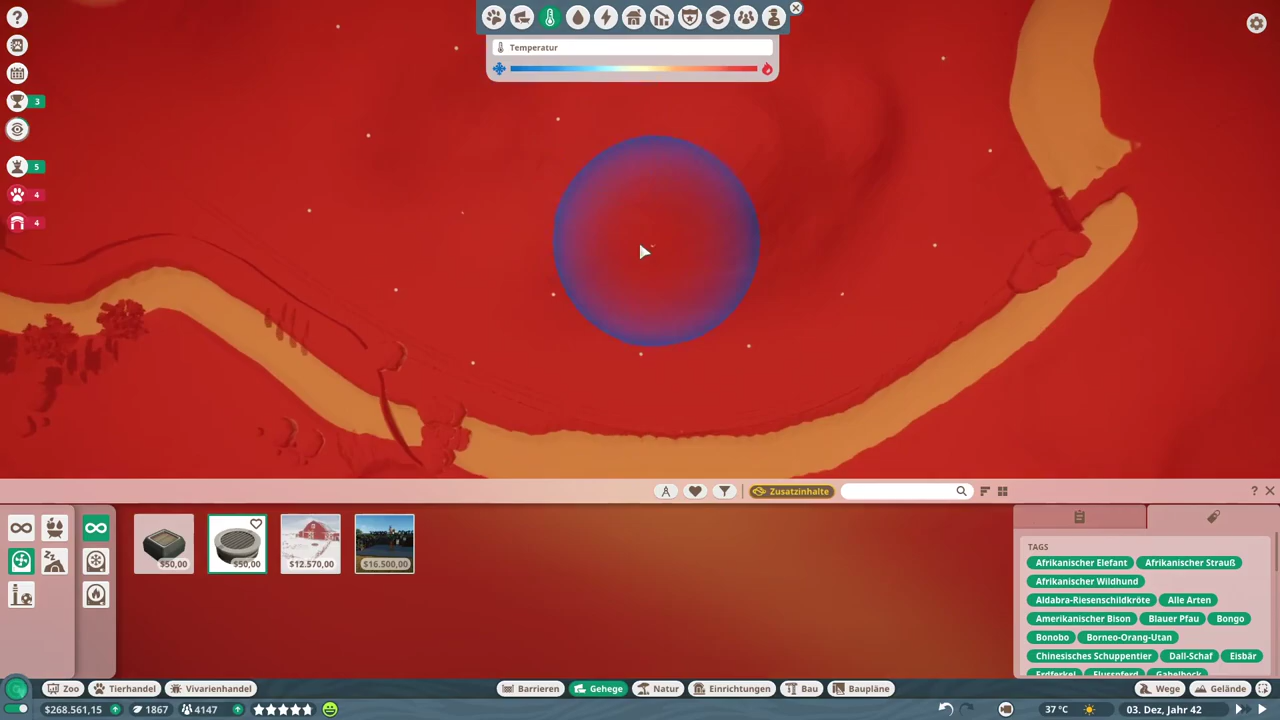 ?
Temperatur
3
5
4
4
Zusatzinhalte
?
$50,00
$50,00
$12.570,00
$16.500,00
TAGS
Afrikanischer Elefant
Afrikanischer Strauß
Afrikanischer Wildhund
Aldabra-Riesenschildkröte
Alle Arten
Amerikanischer Bison
Blauer Pfau
Bongo
Bonobo
Borneo-Orang-Utan
Chinesisches Schuppentier
Dall-Schaf
Eisbär
Erdferkel
Flusspferd
Gabelbock
Zoo
Tierhandel
Vivarienhandel
Barrieren
Gehege
Natur
Einrichtungen
Bau
Baupläne
Wege
Gelände
$268.561,15
1867
4147
37 °C
03. Dez, Jahr 42